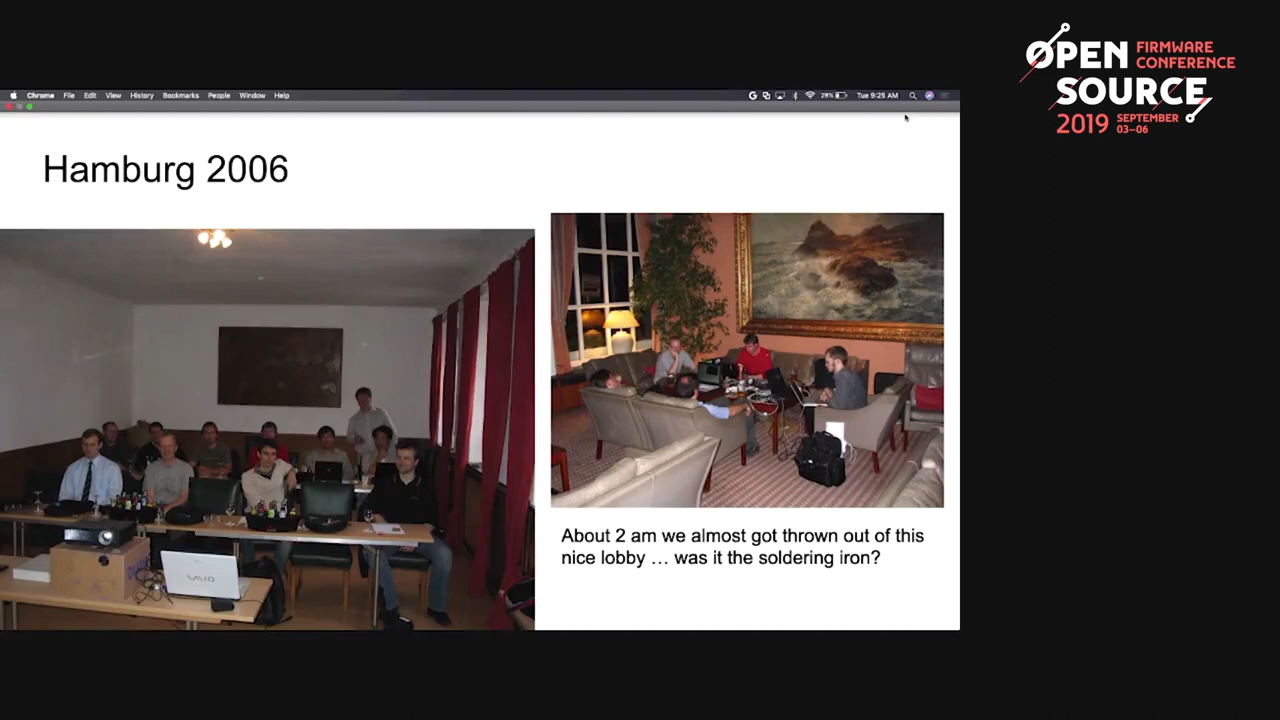 OPEN FIRMWARE
CONFERENCE
SOURCE
2019 SEPTEMBER
03–06
Chrome File Edit View History Bookmarks People Window Help
29% Tue 9:25 AM
Hamburg 2006
VAIO
About 2 am we almost got thrown out of this
nice lobby … was it the soldering iron?